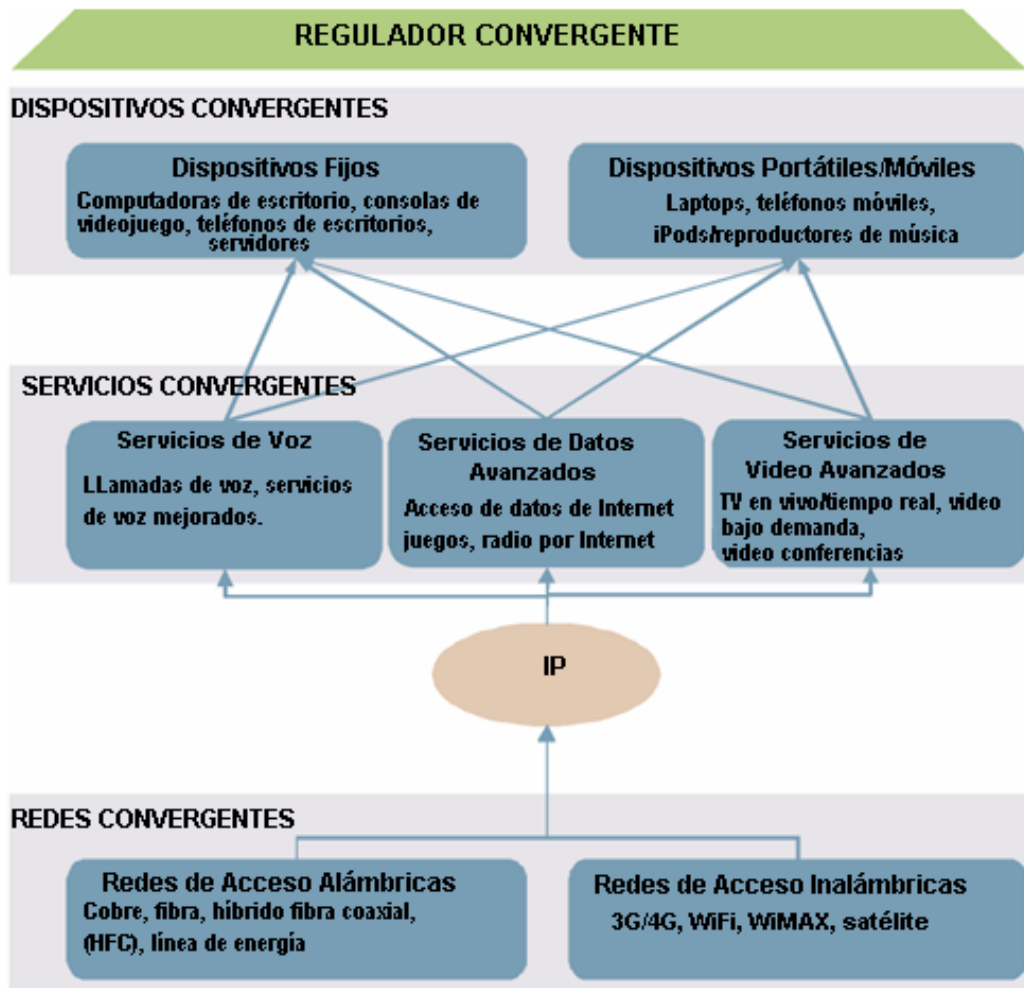 REGULADOR CONVERGENTE
DISPOSITIVOS CONVERGENTES
Dispositivos Fijos
Computadoras de escritorio, consolas de
videojuego, teléfonos de escritorios,
servidores
Dispositivos Portátiles/Móviles
Laptops, teléfonos móviles,
iPods/reproductores de música
SERVICIOS CONVERGENTES
Servicios de Voz
LLamadas de voz, servicios
de voz mejorados.
Servicios de Datos
Avanzados
Acceso de datos de Internet
juegos, radio por Internet
Servicios de
Video Avanzados
TV en vivo/tiempo real, video
bajo demanda,
video conferencias
IP
REDES CONVERGENTES
Redes de Acceso Alámbricas
Cobre, fibra, híbrido fibra coaxial,
(HFC), línea de energía
Redes de Acceso Inalámbricas
3G/4G, WiFi, WiMAX, satélite